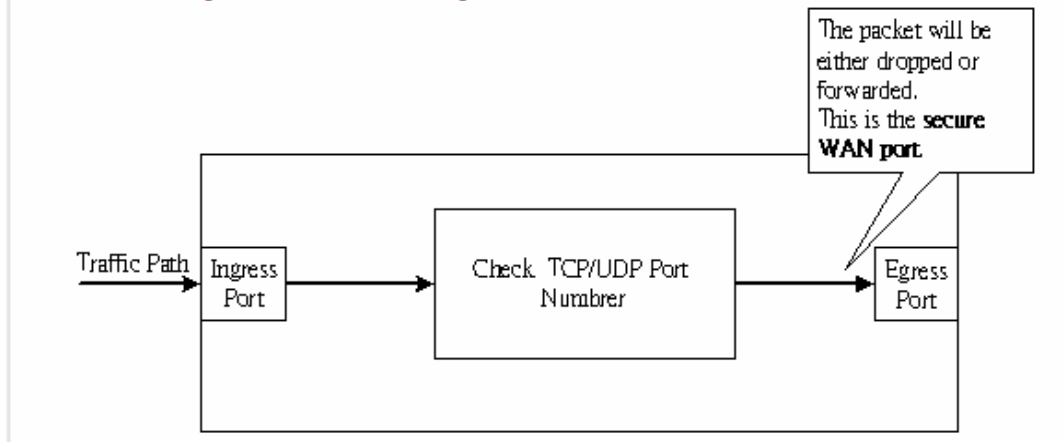 The packet will be
either dropped or
forwarded.
This is the secure
WAN port.
Traffic Path
Ingress
Port
Check TCP/UDP Port
Numbrer
Egress
Port